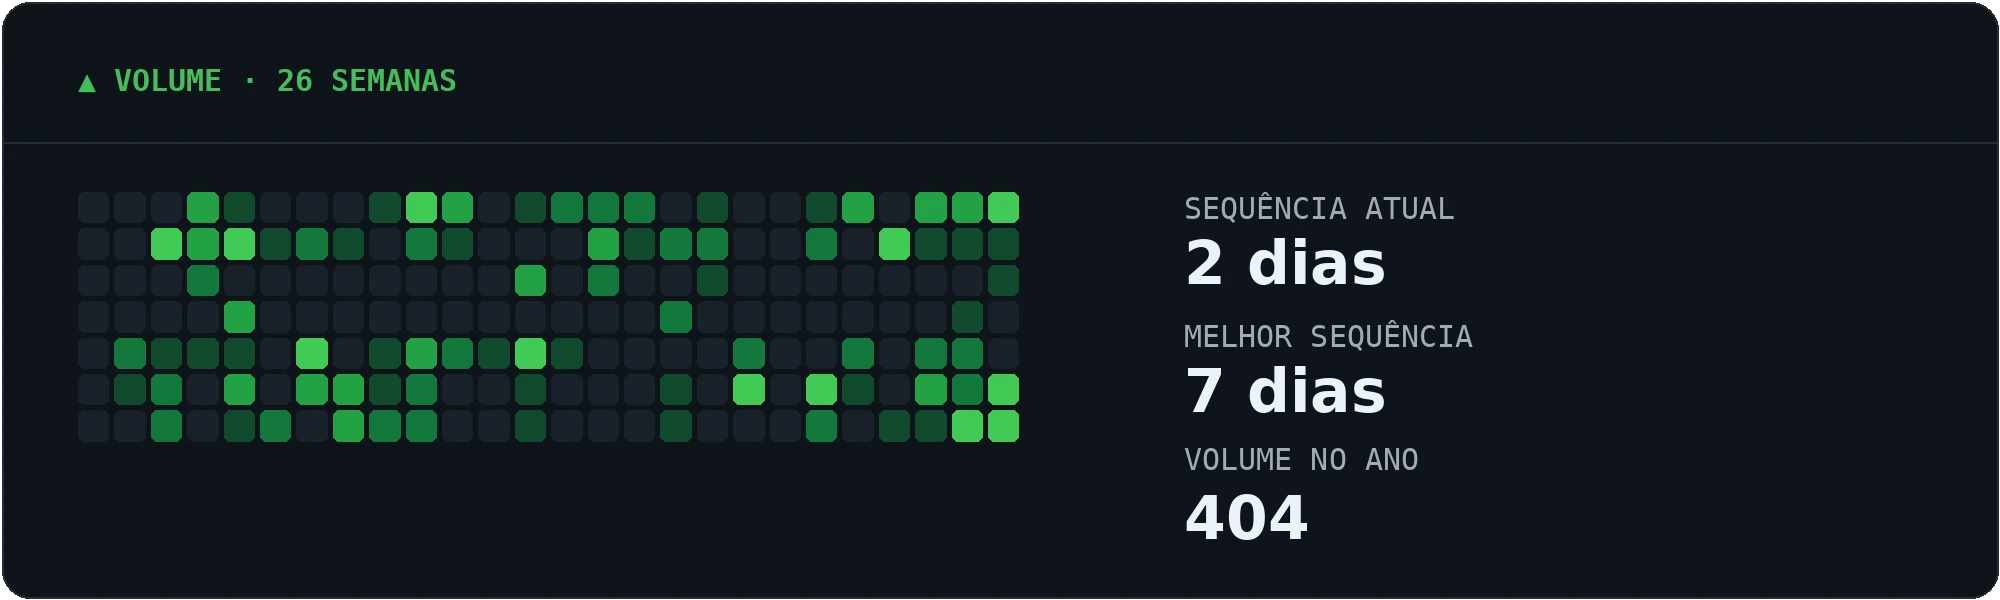 ▲ VOLUME · 26 SEMANAS
SEQUÊNCIA ATUAL
2 dias
MELHOR SEQUÊNCIA
7 dias
VOLUME NO ANO
404